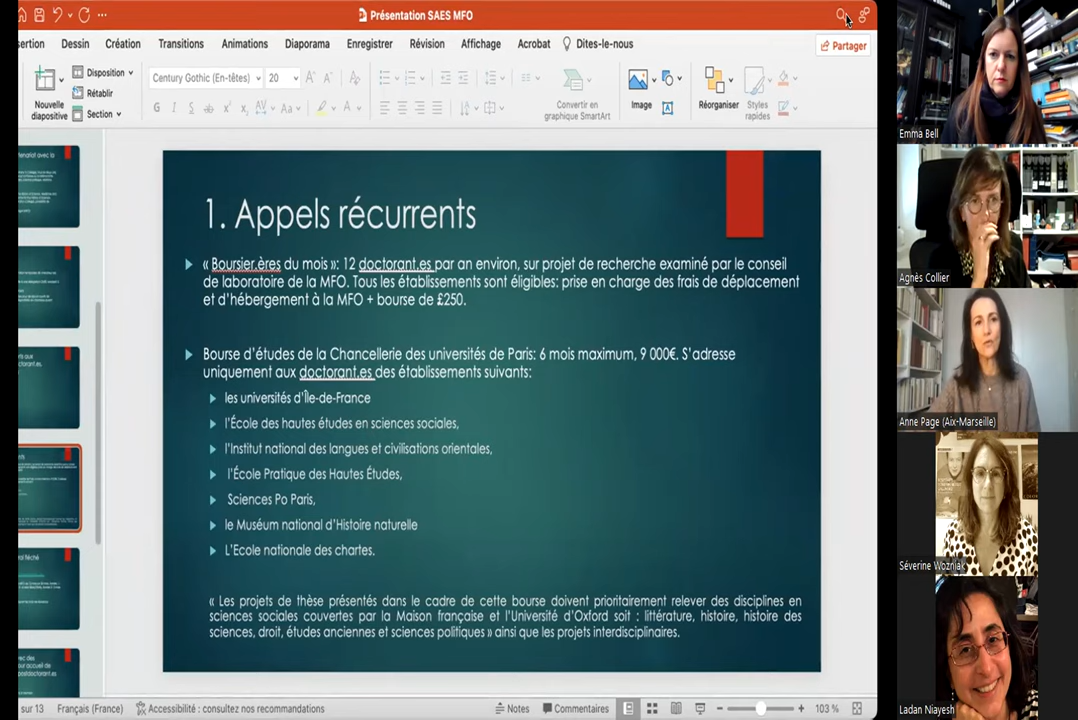 Présentation SAES MFO
sertion Dessin Création Transitions Animations Diaporama Enregistrer Révision Affichage Acrobat Dites-le-nous
Partager
Nouvelle diapositive
Disposition
Rétablir
Section
Century Gothic (En-têtes) 20
Convertir en graphique SmartArt
Image
Réorganiser
Styles rapides
1. Appels récurrents
« Boursier.ères du mois »: 12 doctorant.es par an environ, sur projet de recherche examiné par le conseil
de laboratoire de la MFO. Tous les établissements sont éligibles: prise en charge des frais de déplacement
et d'hébergement à la MFO + bourse de £250.
Bourse d'études de la Chancellerie des universités de Paris: 6 mois maximum, 9 000€. S'adresse
uniquement aux doctorant.es des établissements suivants:
les universités d'Île-de-France
l'École des hautes études en sciences sociales,
l'Institut national des langues et civilisations orientales,
l'École Pratique des Hautes Études,
Sciences Po Paris,
le Muséum national d'Histoire naturelle
L'Ecole nationale des chartes.
« Les projets de thèse présentés dans le cadre de cette bourse doivent prioritairement relever des disciplines en
sciences sociales couvertes par la Maison française et l'Université d'Oxford soit : littérature, histoire, histoire des
sciences, droit, études anciennes et sciences politiques » ainsi que les projets interdisciplinaires.
sur 13 Français (France) Accessibilité : consultez nos recommandations Notes Commentaires 103 %
Emma Bell
Agnès Collier
Anne Page (Aix-Marseille)
Séverine Wozniak
Ladan Niayesh